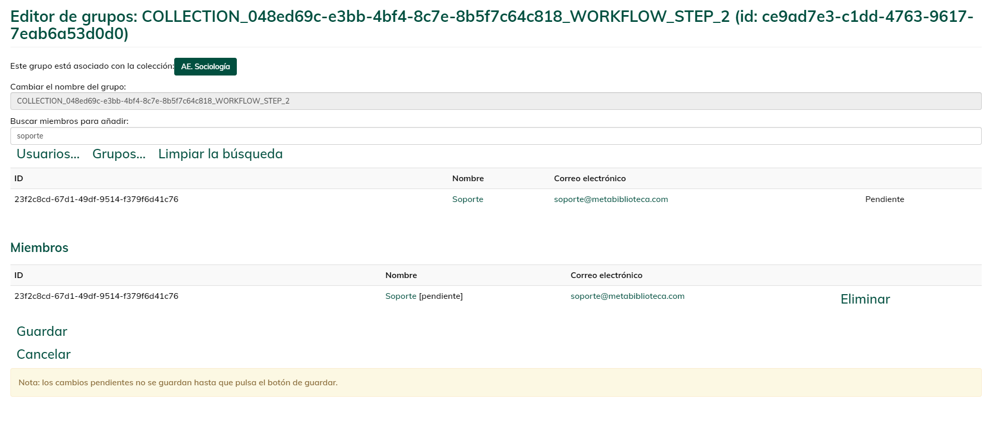 Editor de grupos: COLLECTION_048ed69c-e3bb-4bf4-8c7e-8b5f7c64c818_WORKFLOW_STEP_2 (id: ce9ad7e3-c1dd-4763-9617-
7eab6a53d0d0)
Este grupo está asociado con la colección: AE. Sociología
Cambiar el nombre del grupo:
COLLECTION_048ed69c-e3bb-4bf4-8c7e-8b5f7c64c818_WORKFLOW_STEP_2
Buscar miembros para añadir:
soporte
Usuarios... Grupos... Limpiar la búsqueda
ID Nombre Correo electrónico
23f2c8cd-67d1-49df-9514-f379f6d41c76 Soporte soporte@metabiblioteca.com Pendiente
Miembros
ID Nombre Correo electrónico
23f2c8cd-67d1-49df-9514-f379f6d41c76 Soporte [pendiente] soporte@metabiblioteca.com Eliminar
Guardar
Cancelar
Nota: los cambios pendientes no se guardan hasta que pulsa el botón de guardar.